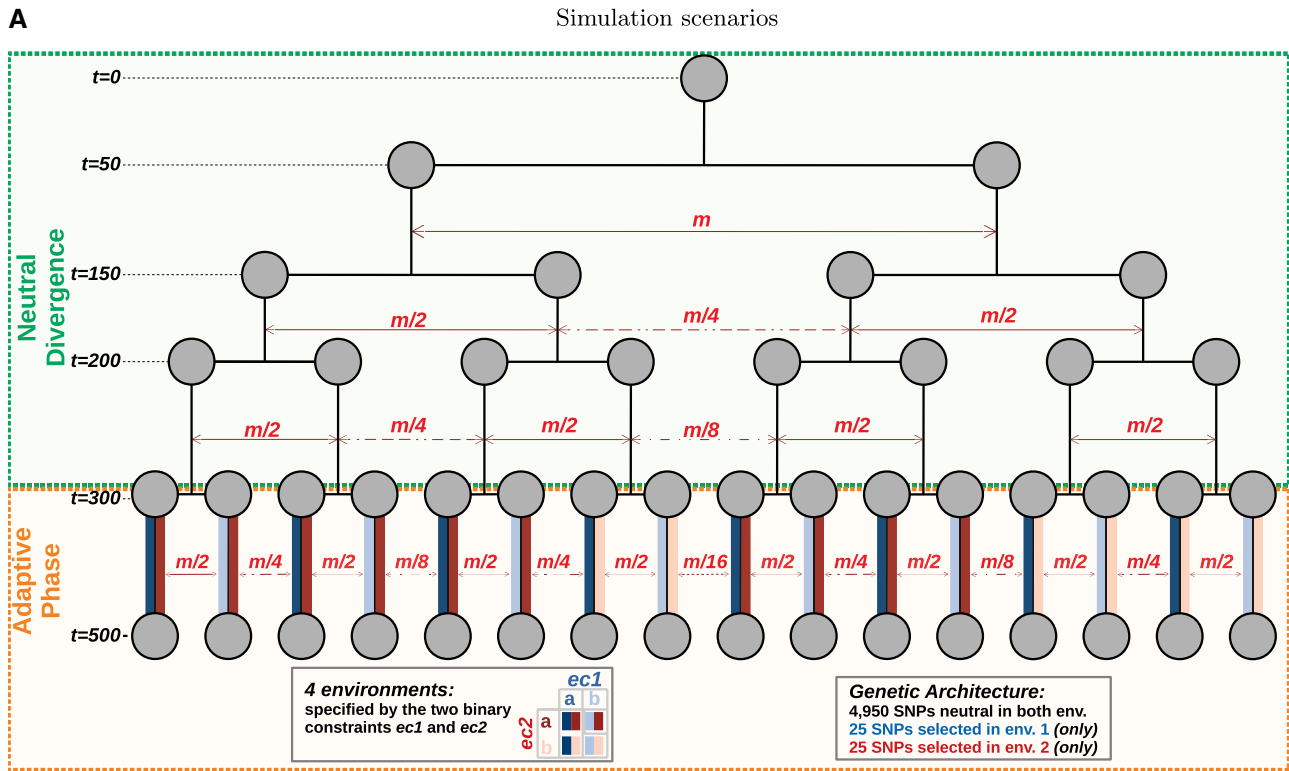 A
Simulation scenarios
t=0
t=50
m
Neutral
Divergence
t=150
m/2
m/4
m/2
t=200
m/2
m/4
m/2
m/8
m/2
m/2
t=300
Adaptive
Phase
m/2
m/4
m/2
m/8
m/2
m/4
m/2
m/16
m/2
m/4
m/2
m/8
m/2
m/4
m/2
t=500
4 environments:
specified by the two binary
constraints ec1 and ec2
ec1
a b
ec2
a
b
Genetic Architecture:
4,950 SNPs neutral in both env.
25 SNPs selected in env. 1 (only)
25 SNPs selected in env. 2 (only)